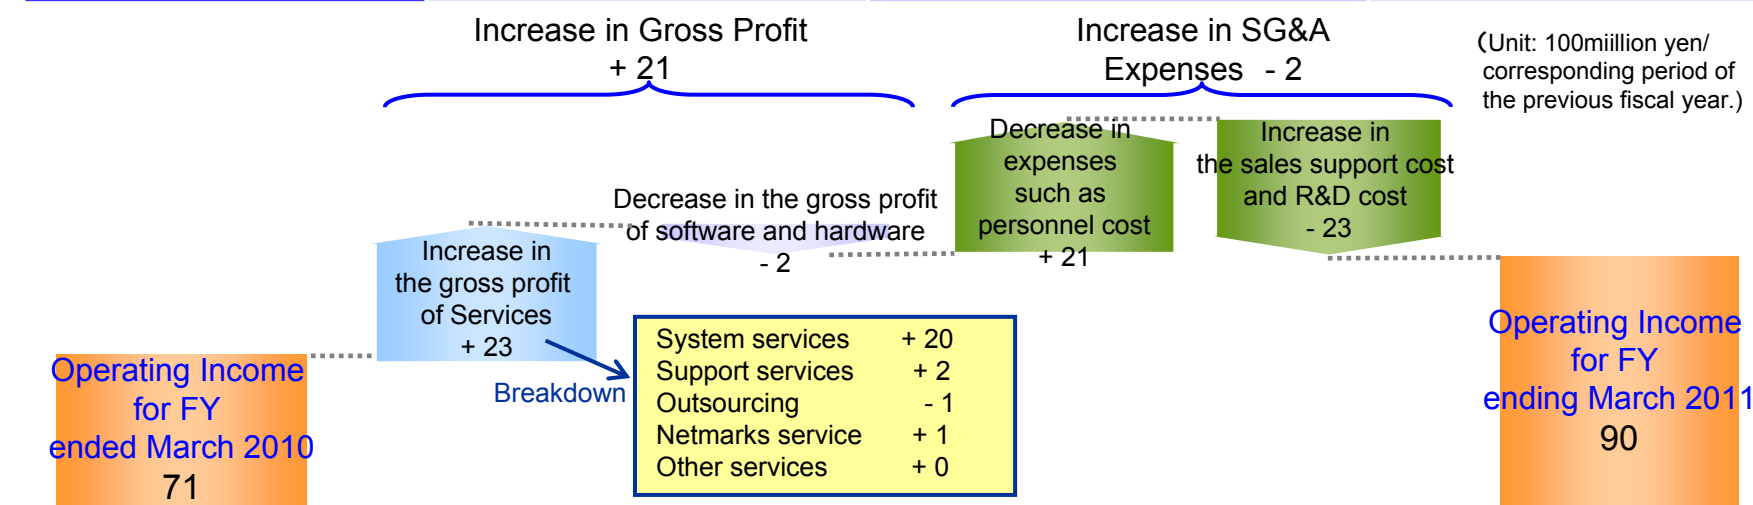 Increase in Gross Profit
+ 21
Increase in SG&A
Expenses - 2
(Unit: 100miillion yen/
corresponding period of
the previous fiscal year.)
Operating Income
for FY
ended March 2010
71
Increase in
the gross profit
of Services
+ 23
Breakdown
System services + 20
Support services + 2
Outsourcing - 1
Netmarks service + 1
Other services + 0
Decrease in the gross profit
of software and hardware
- 2
Decrease in
expenses
such as
personnel cost
+ 21
Increase in
the sales support cost
and R&D cost
- 23
Operating Income
for FY
ending March 2011
90